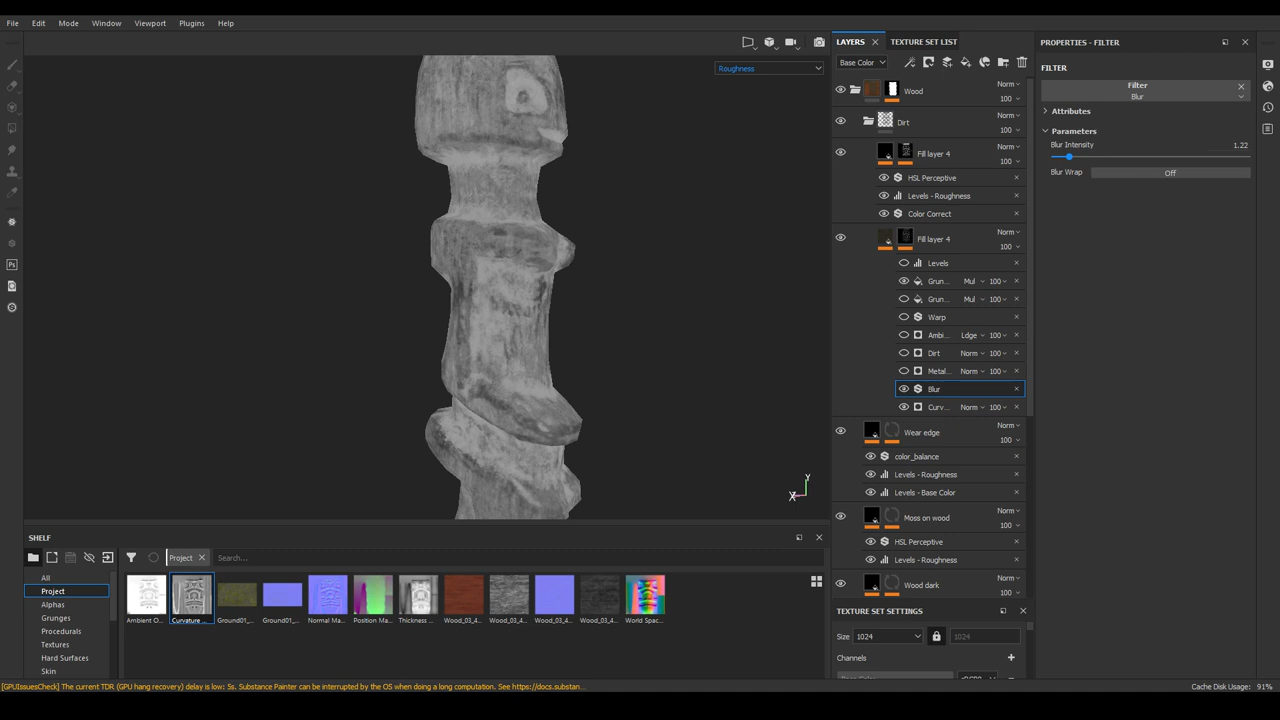 File Edit Mode Window Viewport Plugins Help
Roughness
X
Y
LAYERS
TEXTURE SET LIST
Base Color
Wood Norm 100
Dirt Norm 100
Fill layer 4 Norm 100
HSL Perceptive
Levels - Roughness
Color Correct
Fill layer 4 Norm 100
Levels
Grun... Mul 100
Grun... Mul 100
Warp
Ambi... Ldge 100
Dirt Norm 100
Metal... Norm 100
Blur
Curv... Norm 100
Wear edge Norm 100
color_balance
Levels - Roughness
Levels - Base Color
Moss on wood Norm 100
HSL Perceptive
Levels - Roughness
Wood dark Norm 100
TEXTURE SET SETTINGS
Size 1024 1024
Channels
PROPERTIES - FILTER
FILTER
Filter
Blur
Attributes
Parameters
Blur Intensity 1.22
Blur Wrap Off
Ps
SHELF
Project
Search...
All
Project
Alphas
Grunges
Procedurals
Textures
Hard Surfaces
Skin
Ambient O...
Curvature ...
Ground01_...
Ground01_...
Normal Ma...
Position Ma...
Thickness ...
Wood_03_4...
Wood_03_4...
Wood_03_4...
Wood_03_4...
World Spac...
[GPUIssuesCheck] The current TDR (GPU hang recovery) delay is low: 5s. Substance Painter can be interrupted by the OS when doing a long computation. See https://docs.substan...
Cache Disk Usage: 91%